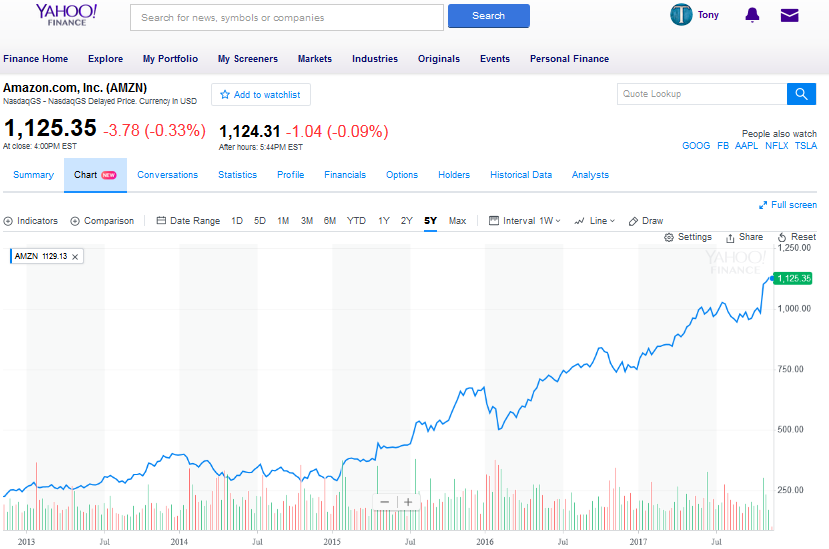 YAHOO!
FINANCE
Search for news, symbols or companies
Search
Tony
Finance Home Explore My Portfolio My Screeners Markets Industries Originals Events Personal Finance
Amazon.com, Inc. (AMZN)
NasdaqGS - NasdaqGS Delayed Price. Currency in USD
Add to watchlist
Quote Lookup
1,125.35 -3.78 (-0.33%) 1,124.31 -1.04 (-0.09%)
At close: 4:00PM EST After hours: 5:44PM EST
People also watch
GOOG FB AAPL NFLX TSLA
Summary Chart NEW Conversations Statistics Profile Financials Options Holders Historical Data Analysts
Full screen
Indicators Comparison Date Range 1D 5D 1M 3M 6M YTD 1Y 2Y 5Y Max Interval 1W Line Draw
Settings Share Reset
1,250.00
AMZN 1129.13 ×
YAHOO!
FINANCE
1,125.35
1,000.00
750.00
500.00
250.00
− +
2013 Jul 2014 Jul 2015 Jul 2016 Jul 2017 Jul